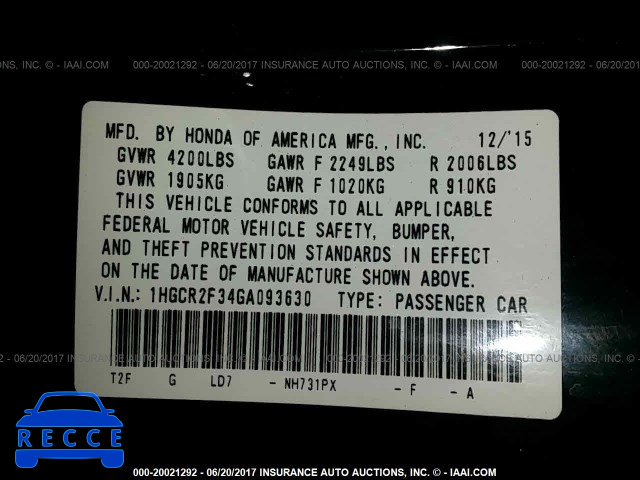 AUCTIONS, INC. - IAAI.COM 000-20021292 - 06/20/2017 INSURANCE AUTO AUCTIONS, INC. - IAAI.COM 000-20021292 - 06/20/2017
MFD. BY HONDA OF AMERICA MFG., INC. 12/'15
GVWR 4200LBS GAWR F 2249LBS R 2006LBS
GVWR 1905KG GAWR F 1020KG R 910KG
THIS VEHICLE CONFORMS TO ALL APPLICABLE
FEDERAL MOTOR VEHICLE SAFETY, BUMPER,
AND THEFT PREVENTION STANDARDS IN EFFECT
ON THE DATE OF MANUFACTURE SHOWN ABOVE.
V.I.N.: 1HGCR2F34GA093630 TYPE: PASSENGER CAR
T2F G LD7 - NH731PX - F - A
RECCE
000-20021292 - 06/20/2017 INSURANCE AUTO AUCTIONS, INC. - IAAI.COM